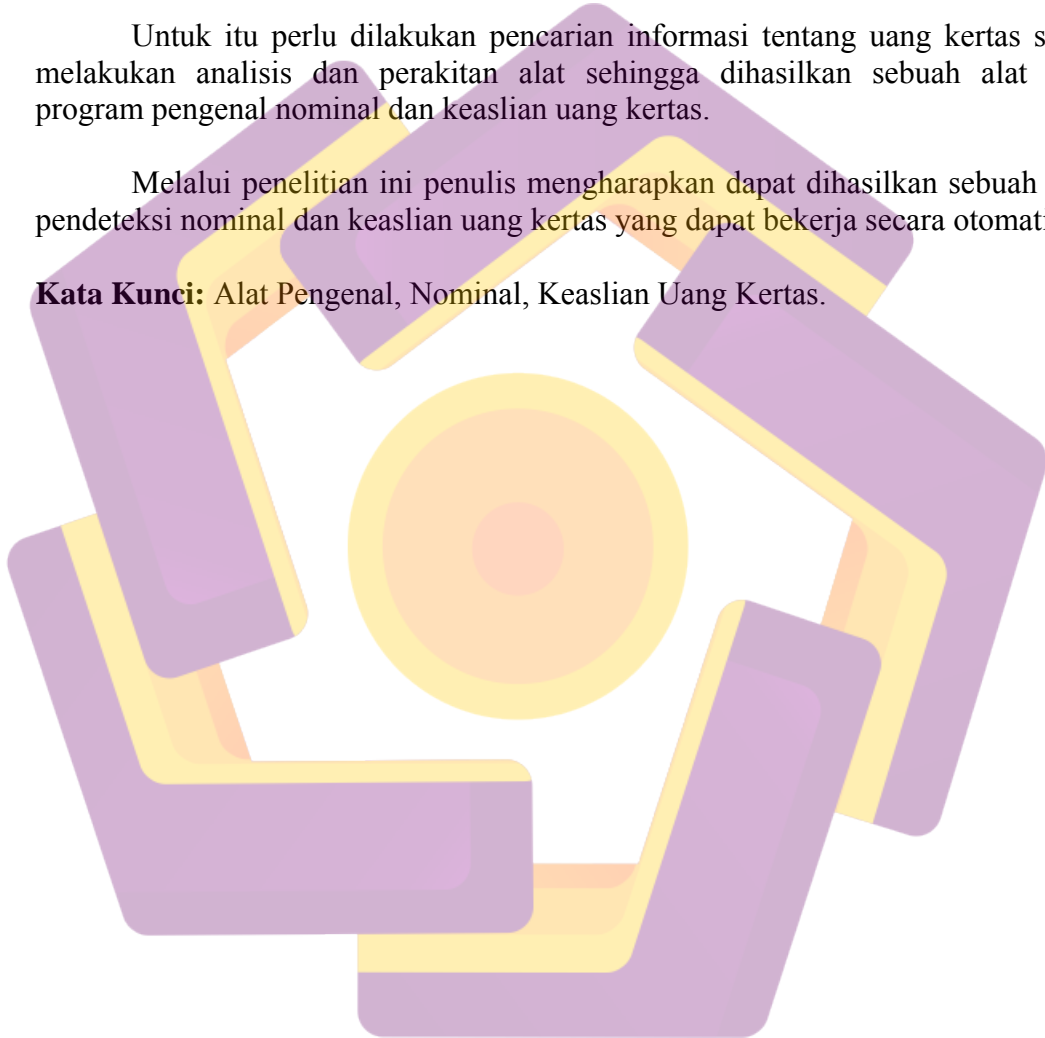 Untuk itu perlu dilakukan pencarian informasi tentang uang kertas
melakukan analisis dan perakitan alat sehingga dihasilkan sebuah alat
program pengenal nominal dan keaslian uang kertas.
Melalui penelitian ini penulis mengharapkan dapat dihasilkan sebuah
pendeteksi nominal dan keaslian uang kertas yang dapat bekerja secara
Kata Kunci: Alat Pengenal, Nominal, Keaslian Uang Kertas.